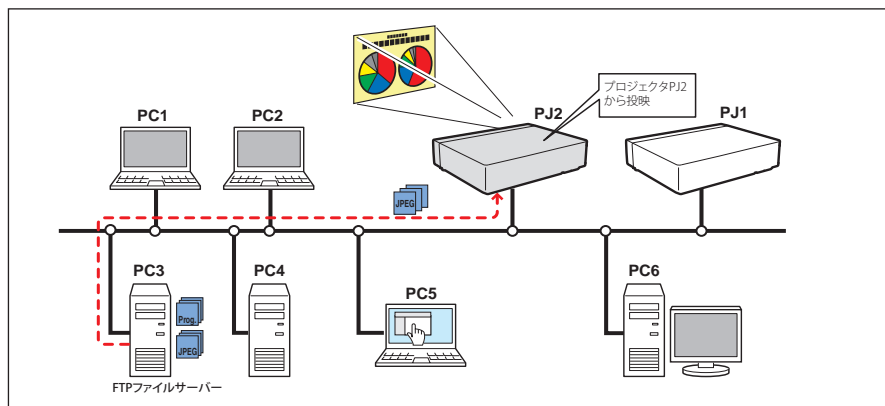 プロジェクタPJ2
から投映
PJ2
PJ1
PC1
PC2
JPEG
PC3
PC4
PC5
PC6
Prog.
JPEG
FTPファイルサーバー